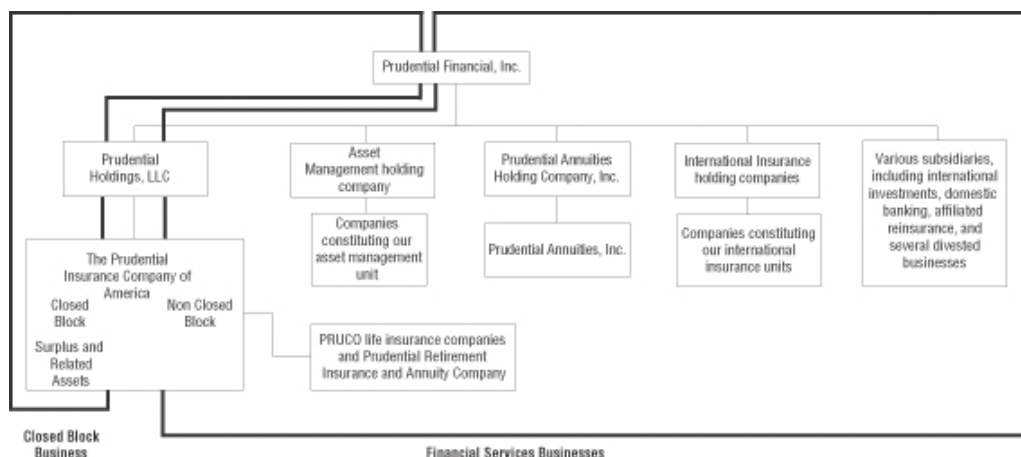 Prudential Financial, Inc.
Prudential
Holdings, LLC
Asset
Management holding
company
Prudential Annuities
Holding Company, Inc.
International Insurance
holding companies
Various subsidiaries,
including international
investments, domestic
banking, affiliated
reinsurance, and
several divested
businesses
Companies
constituting our
asset management
unit
Prudential Annuities, Inc.
Companies constituting
our international
insurance units
The Prudential
Insurance Company of
America
Closed
Block
Non Closed
Block
Surplus and
Related
Assets
PRUCO life insurance companies
and Prudential Retirement
Insurance and Annuity Company
Closed Block
Business
Financial Services Businesses